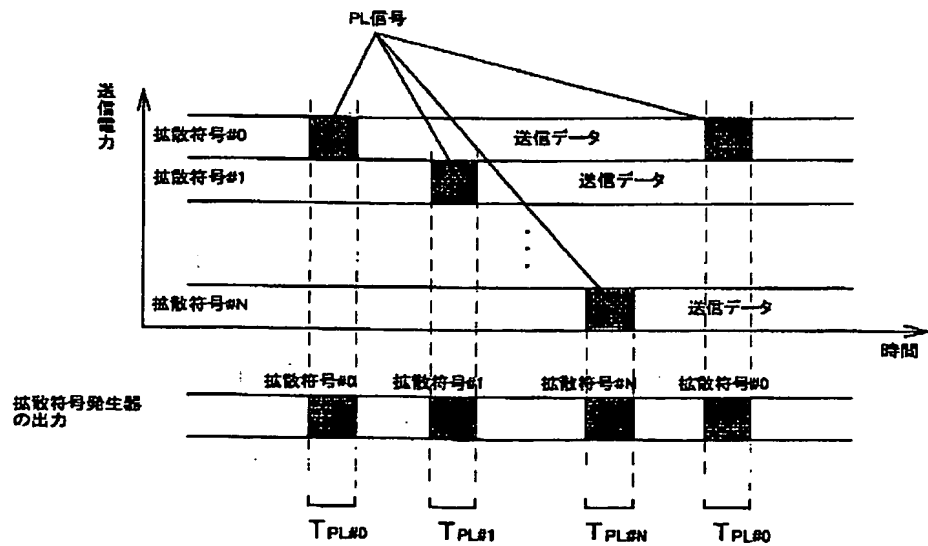 PL信号
送信電力
拡散符号#0
送信データ
拡散符号#1
送信データ
拡散符号#N
送信データ
時間
拡散符号#0
拡散符号#1
拡散符号#N
拡散符号#0
拡散符号発生器
の出力
TPL#0
TPL#1
TPL#N
TPL#0